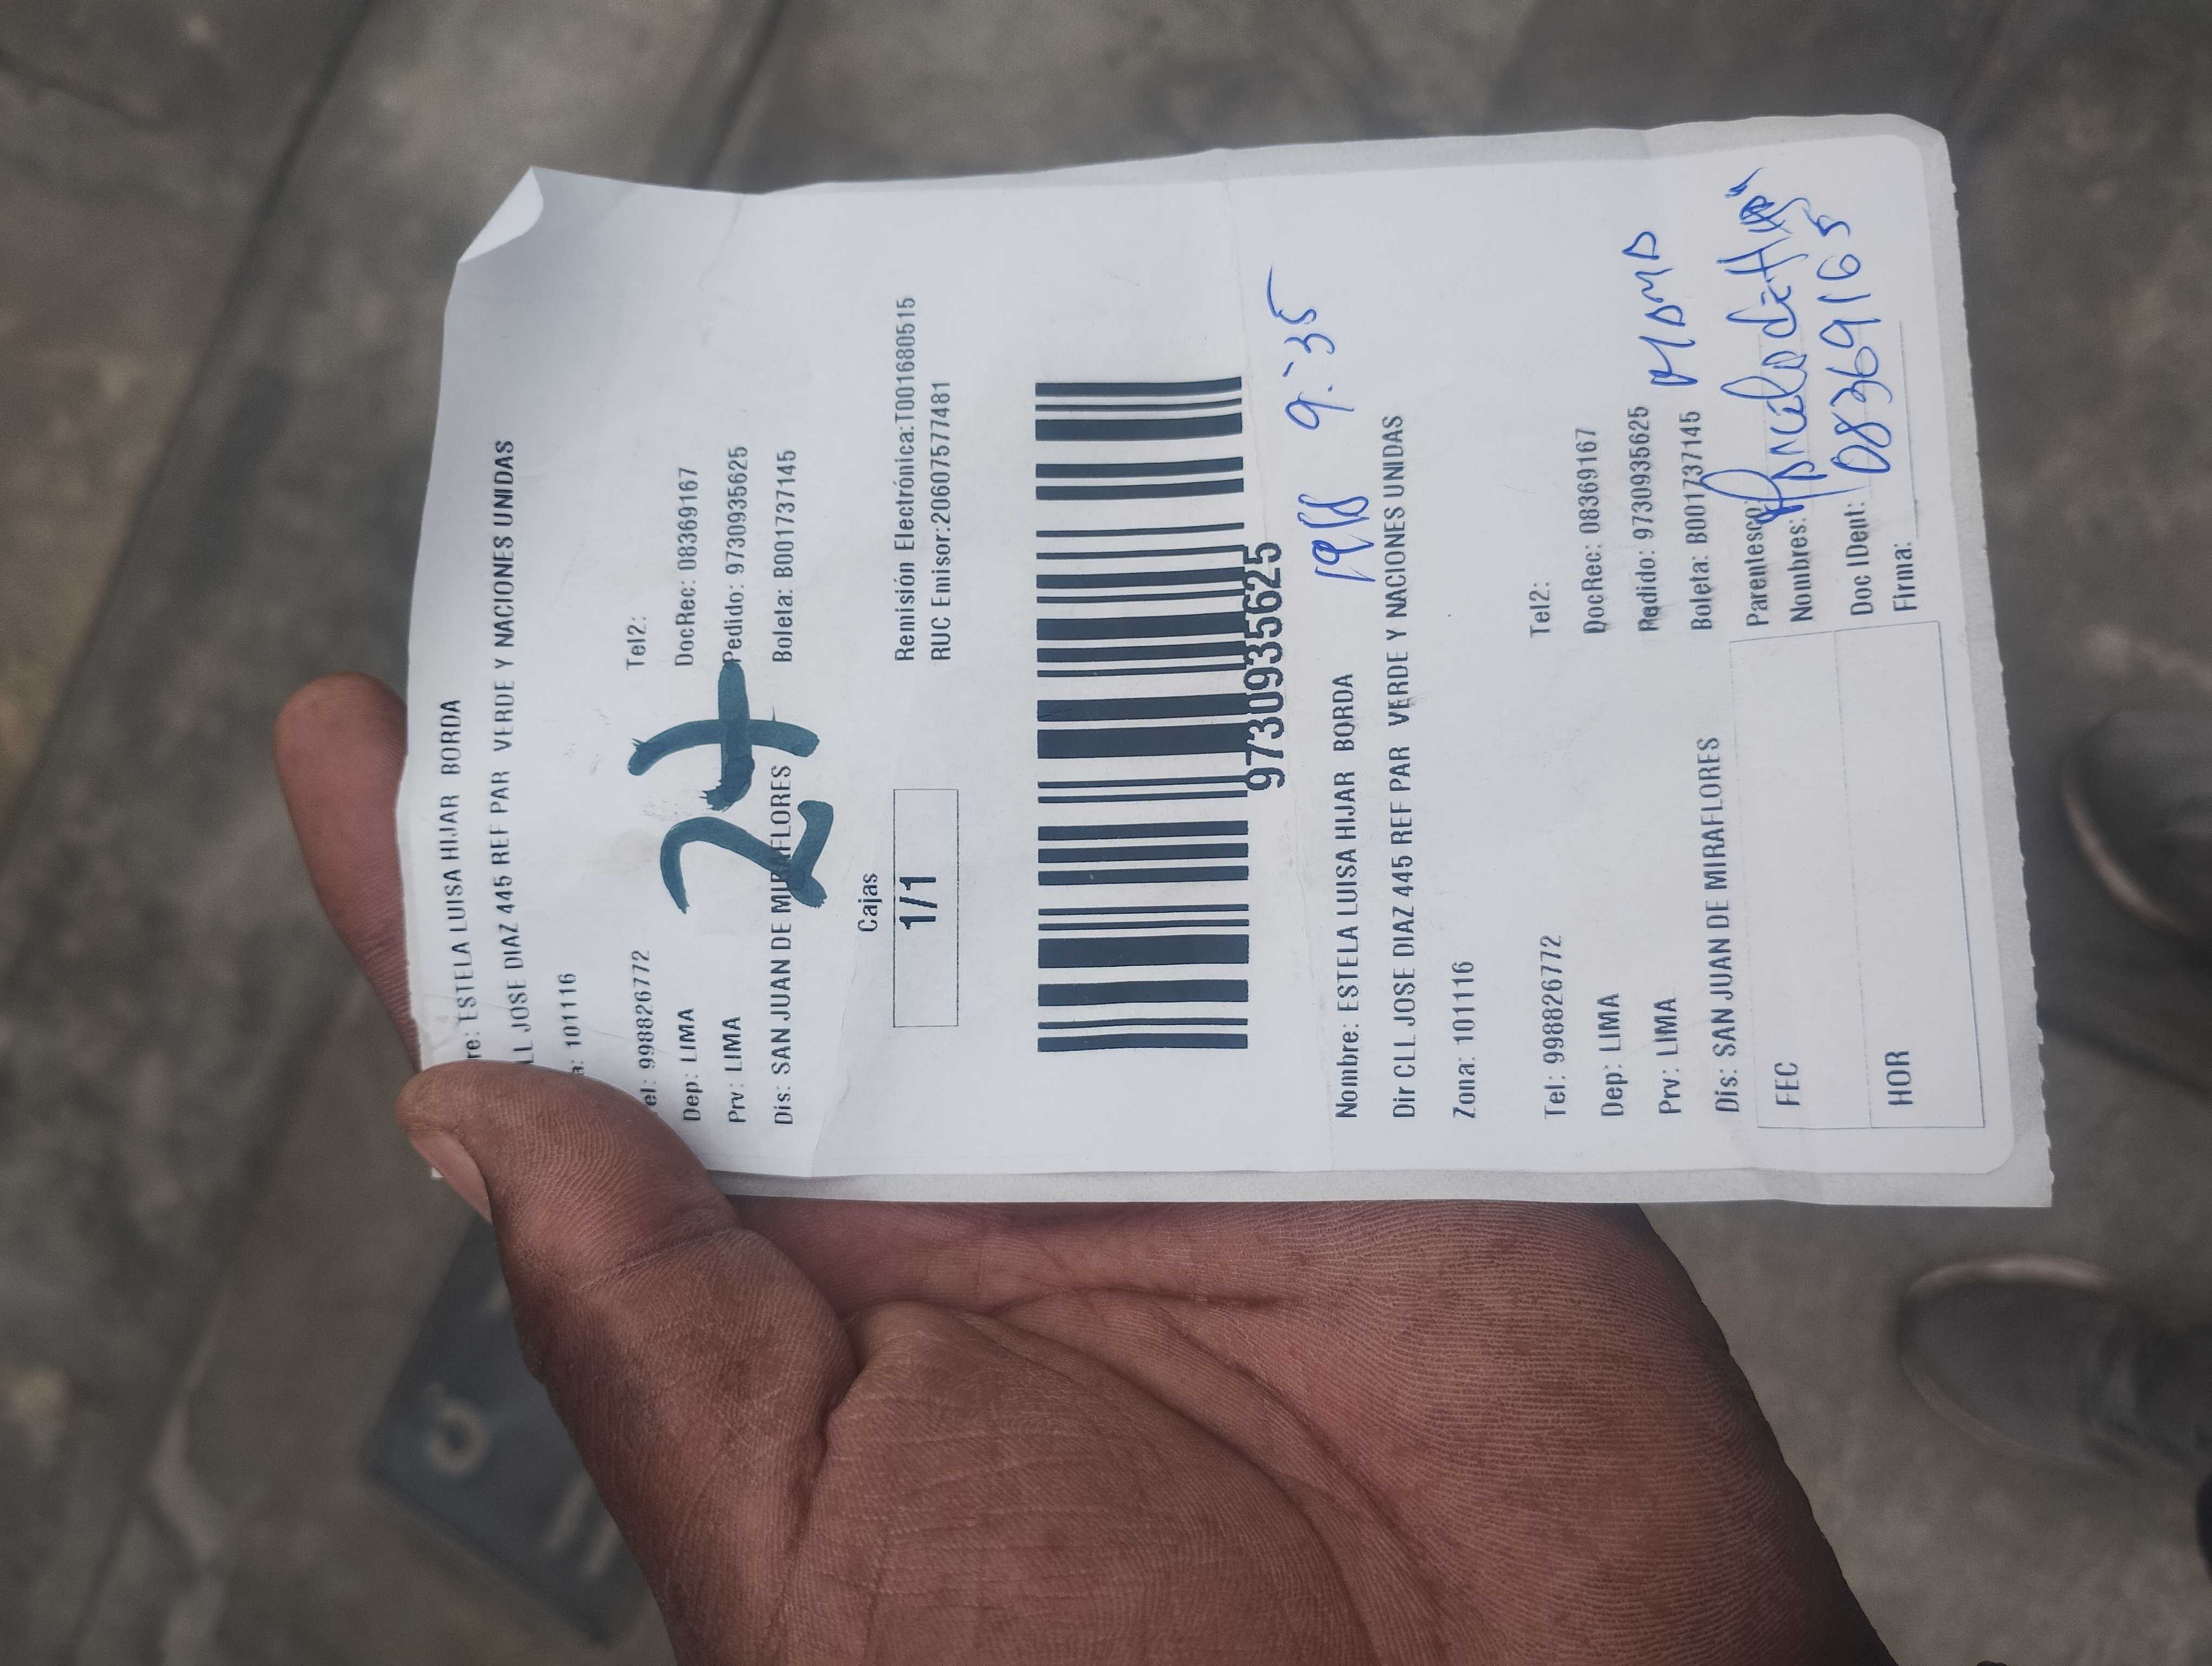 re: ESTELA LUISA HIJAR BORDA
LL JOSE DIAZ 445 REF PAR VERDE Y NACIONES UNIDAS
a: 101116
el: 998826772 Tel2:
Dep: LIMA DocRec: 08369167
Prv: LIMA Pedido: 9730935625
Dis: SAN JUAN DE MIRAFLORES Boleta: B001737145
27
Cajas
1/1
Remisión Electrónica:T001680515
RUC Emisor:20607577481
9730935625
9:35
Nombre: ESTELA LUISA HIJAR BORDA
Dir CLL JOSE DIAZ 445 REF PAR VERDE Y NACIONES UNIDAS
Zona: 101116
Tel: 998826772 Tel2:
Dep: LIMA DocRec: 08369167
Prv: LIMA Pedido: 9730935625
Dis: SAN JUAN DE MIRAFLORES Boleta: B001737145
FEC
HOR
Parentesco: MAMA
Nombres:
Doc IDent: 08369165
Firma: